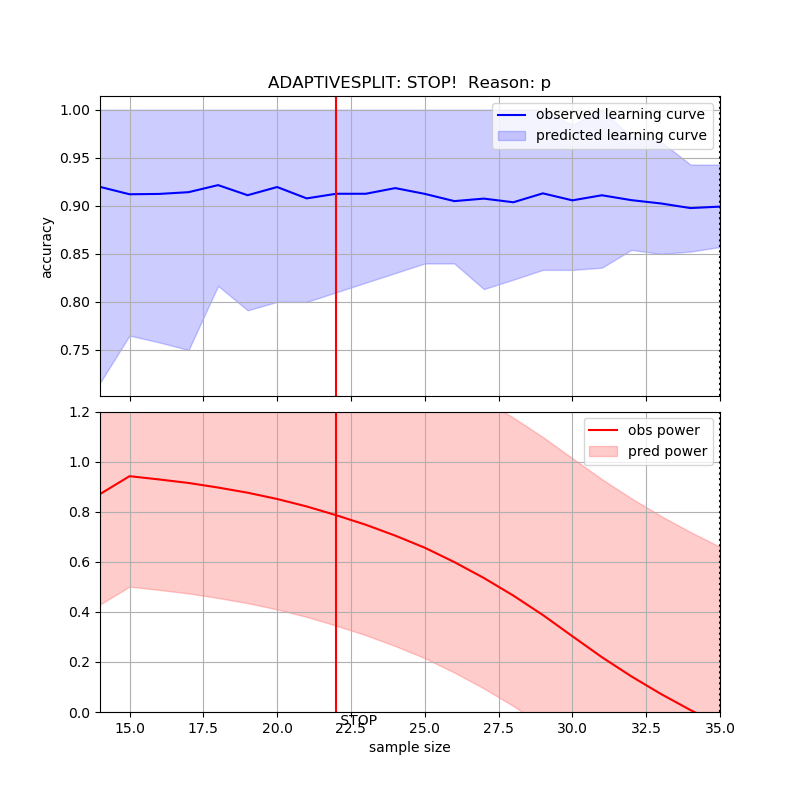 ADAPTIVESPLIT: STOP!  Reason: p
1.00
0.95
0.90
0.85
0.80
0.75
accuracy
observed learning curve
predicted learning curve
1.2
1.0
0.8
0.6
0.4
0.2
0.0
obs power
pred power
STOP
15.0 17.5 20.0 22.5 25.0 27.5 30.0 32.5 35.0
sample size